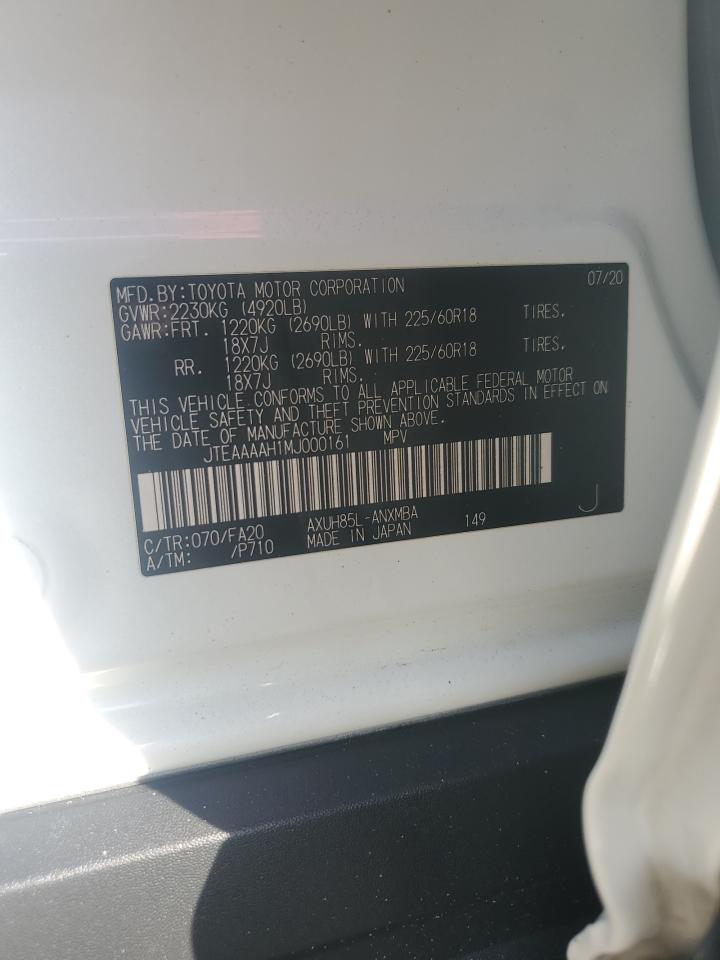 MFD.BY:TOYOTA MOTOR CORPORATION 07/20
GVWR:2230KG (4920LB)
GAWR:FRT. 1220KG (2690LB) WITH 225/60R18 TIRES.
18X7J RIMS.
RR. 1220KG (2690LB) WITH 225/60R18 TIRES.
18X7J RIMS.
THIS VEHICLE CONFORMS TO ALL APPLICABLE FEDERAL MOTOR
VEHICLE SAFETY AND THEFT PREVENTION STANDARDS IN EFFECT ON
THE DATE OF MANUFACTURE SHOWN ABOVE.
JTEAAAAH1MJ000161 MPV
C/TR:070/FA20 AXUH85L-ANXMBA 149 J
A/TM: /P710 MADE IN JAPAN